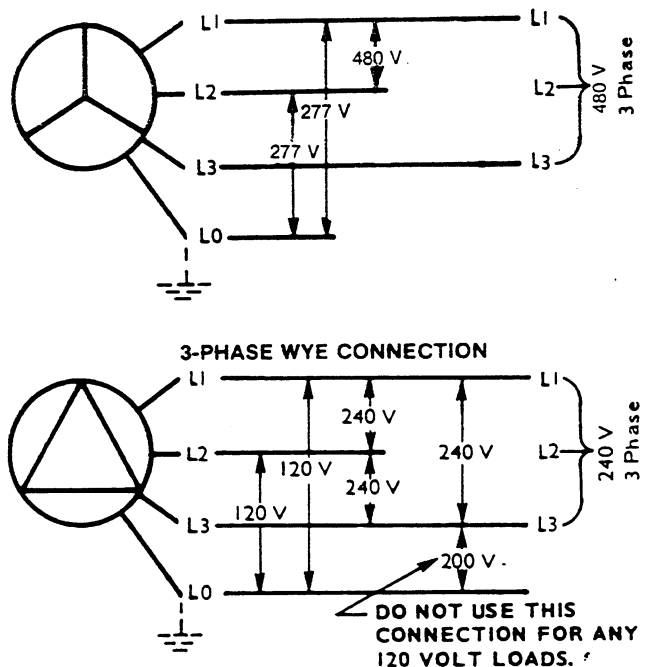 L1
480 V
L1
L2
277 V
L2
277 V
L3
L3
480 V
3 Phase
L0
3-PHASE WYE CONNECTION
L1
L1
240 V
L2
120 V
240 V
L2
240 V
120 V
L3
L3
240 V
3 Phase
200 V.
L0
DO NOT USE THIS
CONNECTION FOR ANY
120 VOLT LOADS.